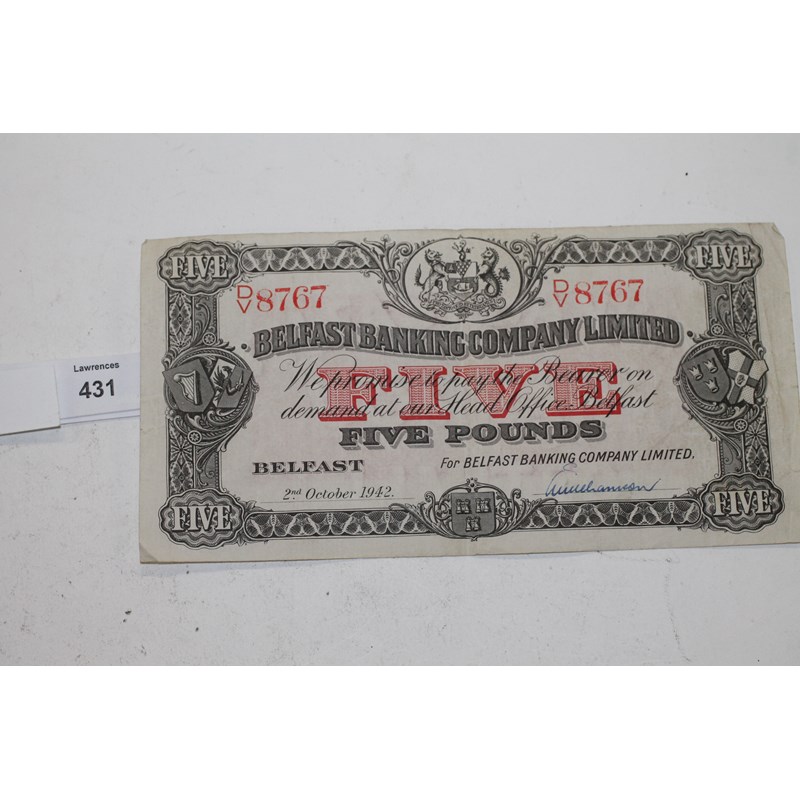 Lawrences
431
FIVE FIVE
D/V 8767 D/V 8767
BELFAST BANKING COMPANY LIMITED
We promise to pay the Bearer on
demand at our Head Office Belfast
FIVE
FIVE POUNDS
BELFAST
For BELFAST BANKING COMPANY LIMITED.
2nd October 1942.
FIVE FIVE